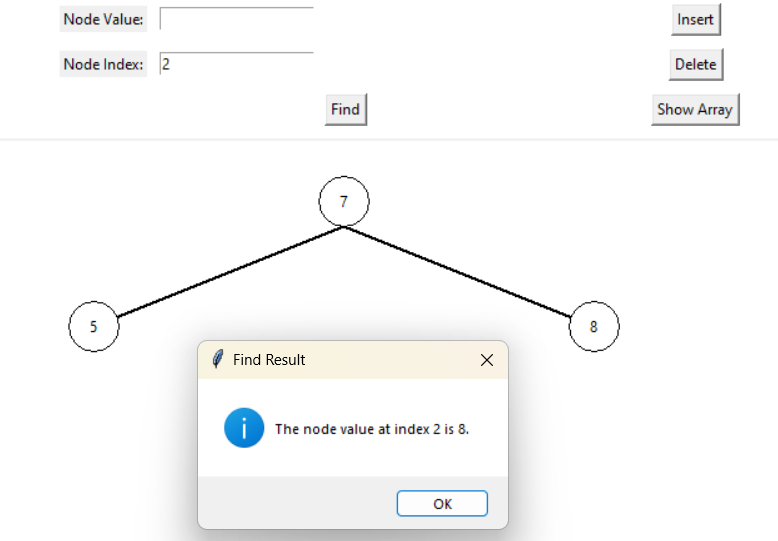 Node Value:
Insert
Node Index: 2
Delete
Find
Show Array
7
5
8
Find Result
The node value at index 2 is 8.
OK